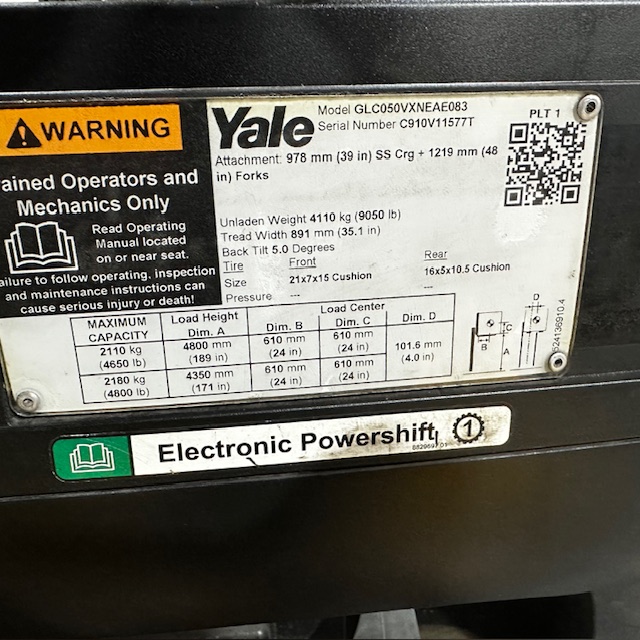 WARNING
ained Operators and
Mechanics Only
Read Operating
Manual located
on or near seat.
ailure to follow operating, inspection
and maintenance instructions can
cause serious injury or death!
Yale
Model GLC050VXNEAE083
Serial Number C910V11577T
PLT 1
Attachment: 978 mm (39 in) SS Crg + 1219 mm (48
in) Forks
Unladen Weight 4110 kg (9050 lb)
Tread Width 891 mm (35.1 in)
Back Tilt 5.0 Degrees
Tire Front Rear
Size 21x7x15 Cushion 16x5x10.5 Cushion
Pressure --- ---
MAXIMUM CAPACITY Load Height Dim. A Load Center Dim. B Dim. C Dim. D
2110 kg (4650 lb) 4800 mm (189 in) 610 mm (24 in) 610 mm (24 in) 101.6 mm (4.0 in)
2180 kg (4800 lb) 4350 mm (171 in) 610 mm (24 in) 610 mm (24 in)
D
C
B
A
24136910.4
Electronic Powershift 1